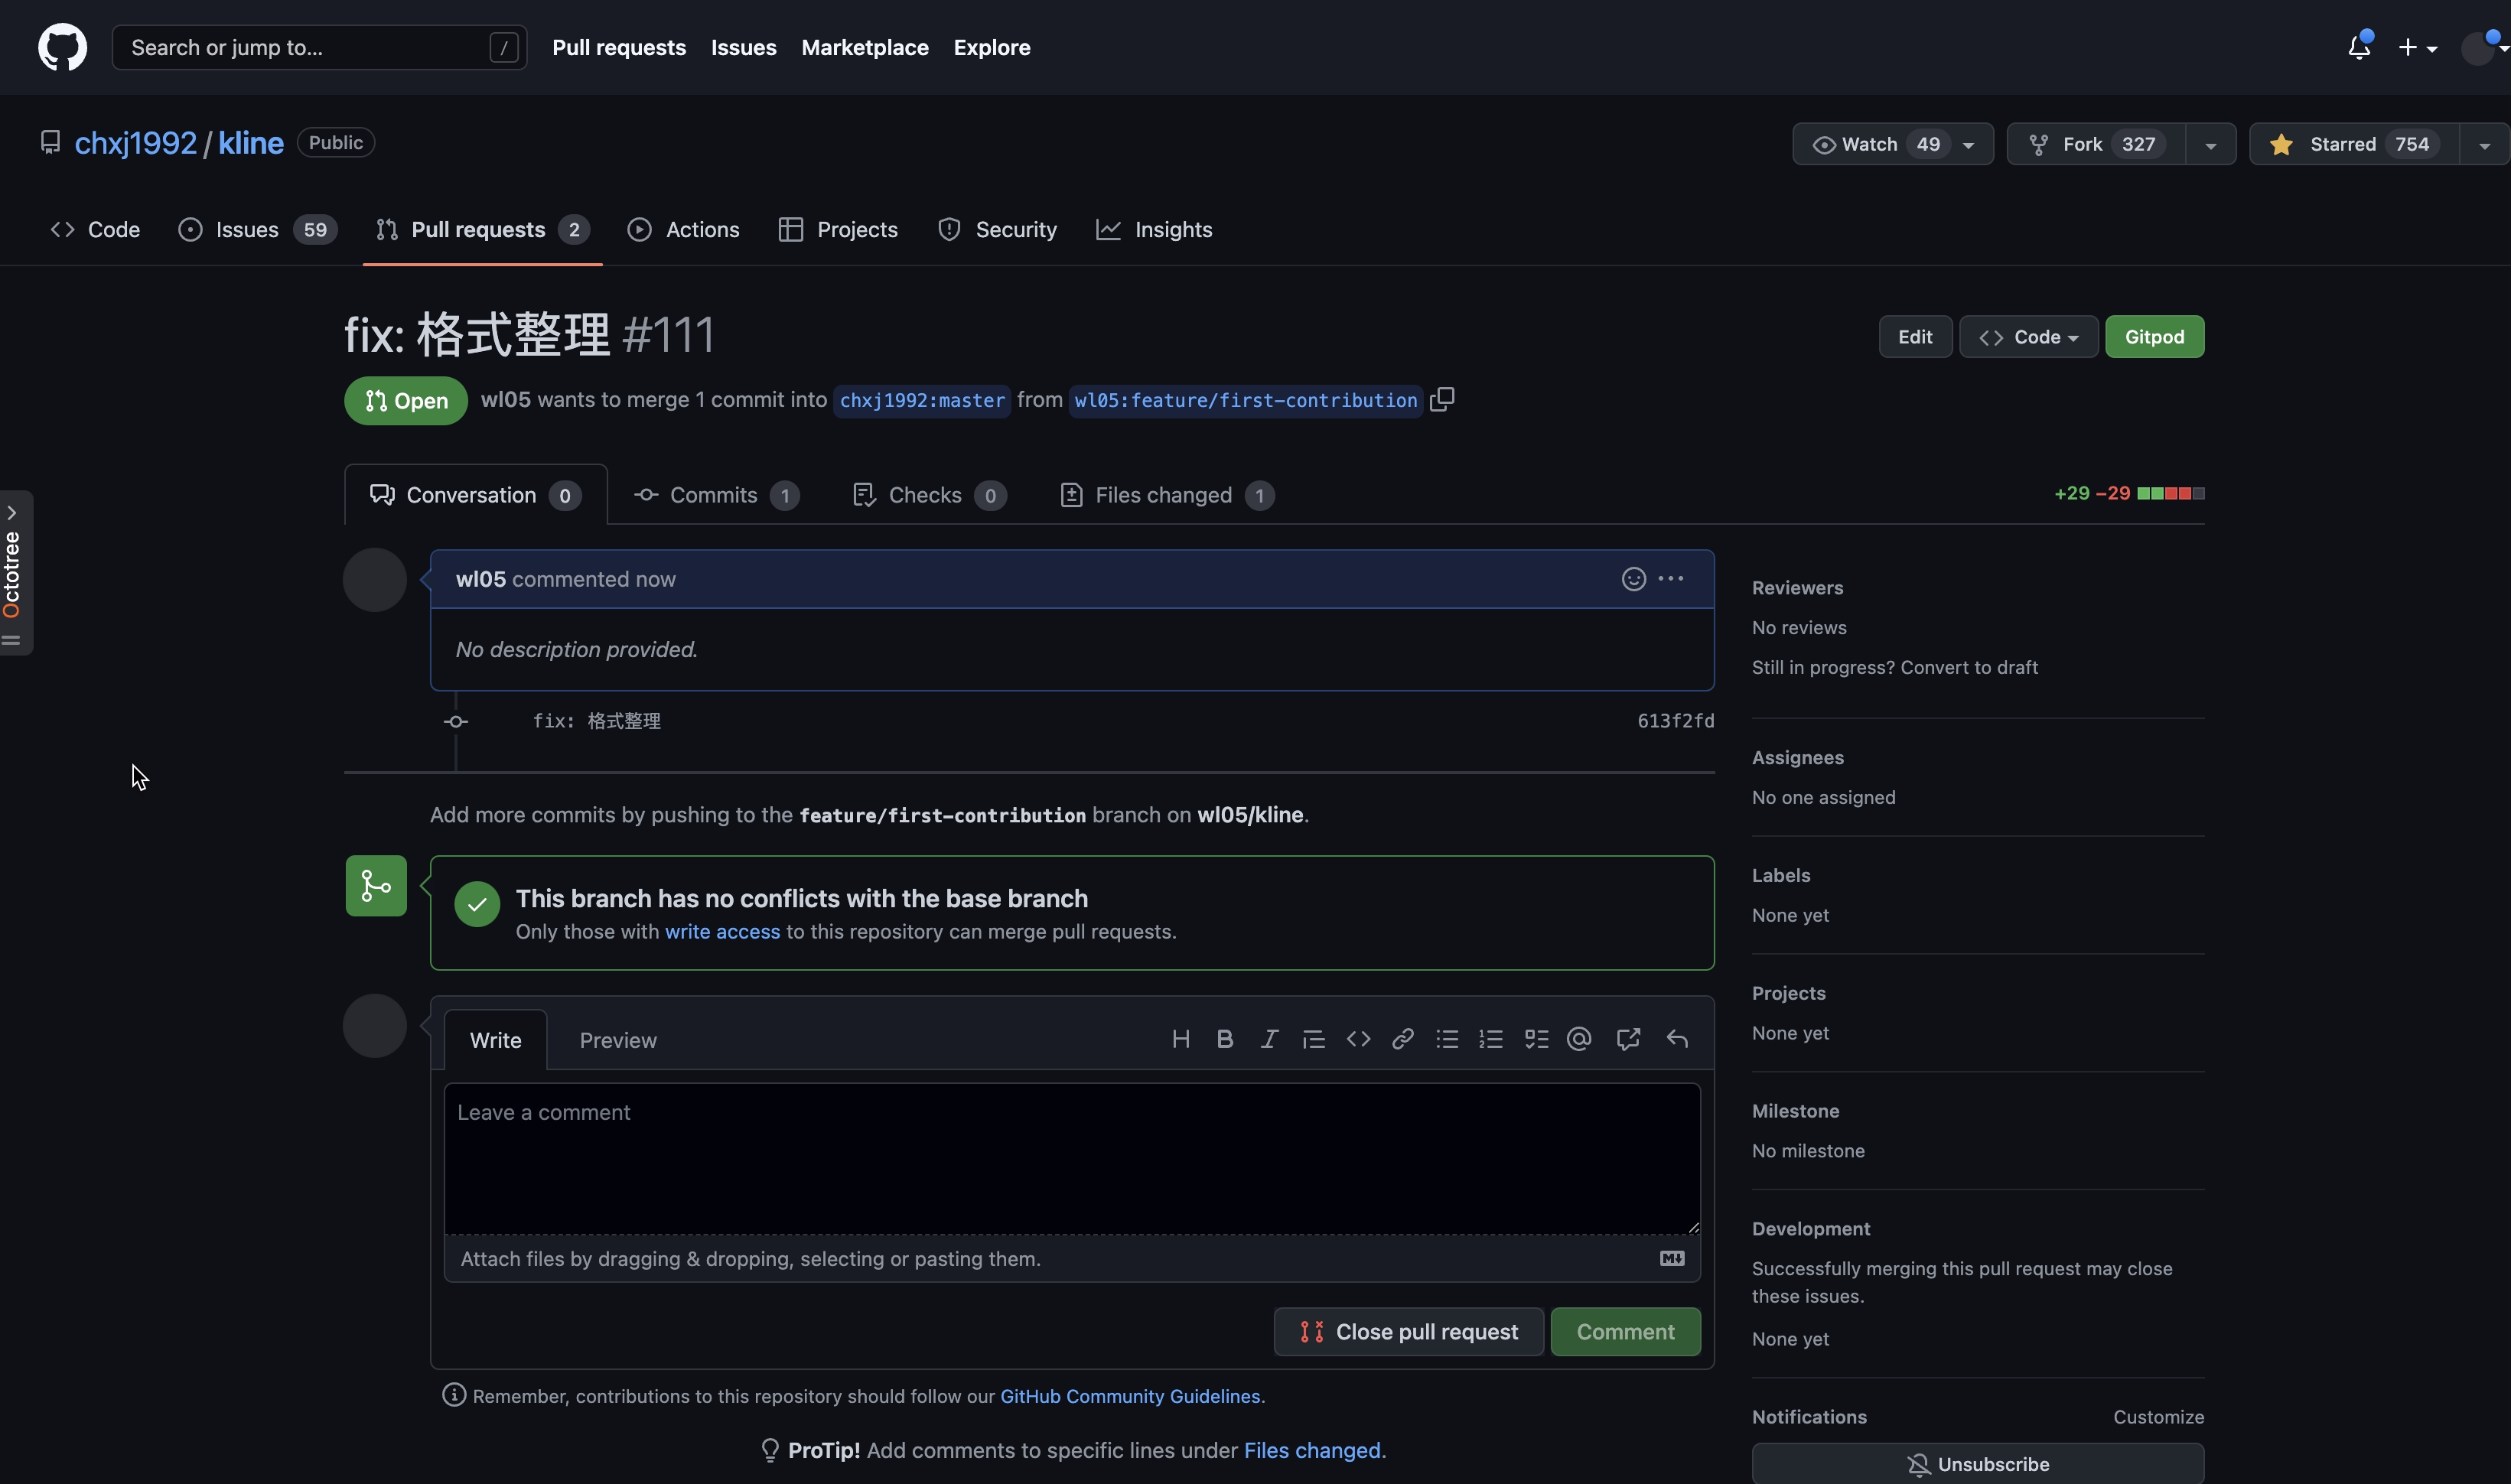 Search or jump to... /
Pull requests Issues Marketplace Explore
chxj1992 / kline Public
Watch 49 Fork 327 Starred 754
Code Issues 59 Pull requests 2 Actions Projects Security Insights
fix: 格式整理 #111
Edit Code Gitpod
Open wl05 wants to merge 1 commit into chxj1992:master from wl05:feature/first-contribution
Conversation 0 Commits 1 Checks 0 Files changed 1
+29 −29
Octotree
wl05 commented now
No description provided.
fix: 格式整理 613f2fd
Add more commits by pushing to the feature/first-contribution branch on wl05/kline.
This branch has no conflicts with the base branch
Only those with write access to this repository can merge pull requests.
Write Preview
Leave a comment
Attach files by dragging & dropping, selecting or pasting them.
Close pull request Comment
Remember, contributions to this repository should follow our GitHub Community Guidelines.
ProTip! Add comments to specific lines under Files changed.
Reviewers
No reviews
Still in progress? Convert to draft
Assignees
No one assigned
Labels
None yet
Projects
None yet
Milestone
No milestone
Development
Successfully merging this pull request may close
these issues.
None yet
Notifications Customize
Unsubscribe